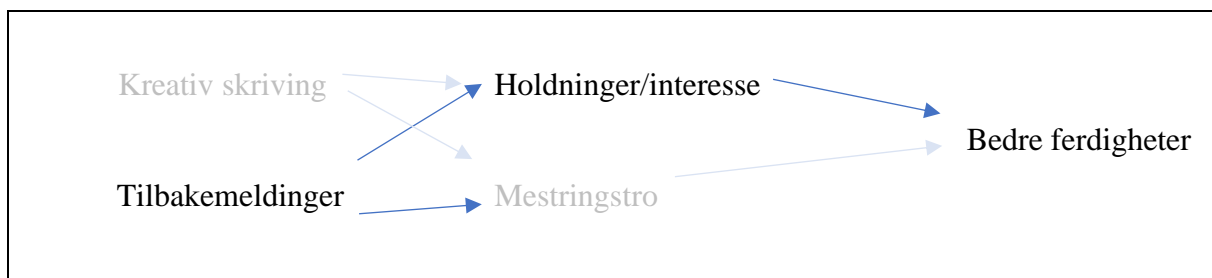 Kreativ skriving
Holdninger/interesse
Bedre ferdigheter
Tilbakemeldinger
Mestringstro